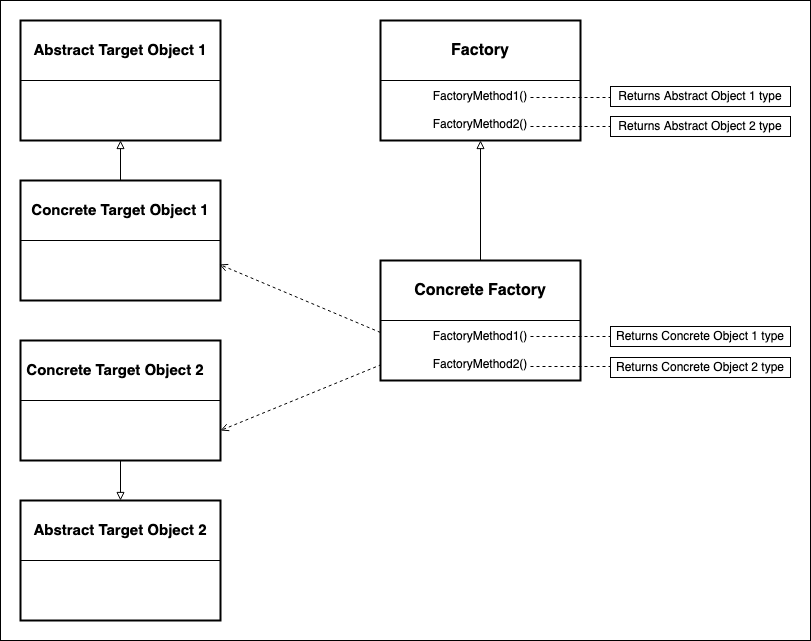 Abstract Target Object 1
Factory
FactoryMethod1()
Returns Abstract Object 1 type
FactoryMethod2()
Returns Abstract Object 2 type
Concrete Target Object 1
Concrete Factory
FactoryMethod1()
Returns Concrete Object 1 type
FactoryMethod2()
Returns Concrete Object 2 type
Concrete Target Object 2
Abstract Target Object 2